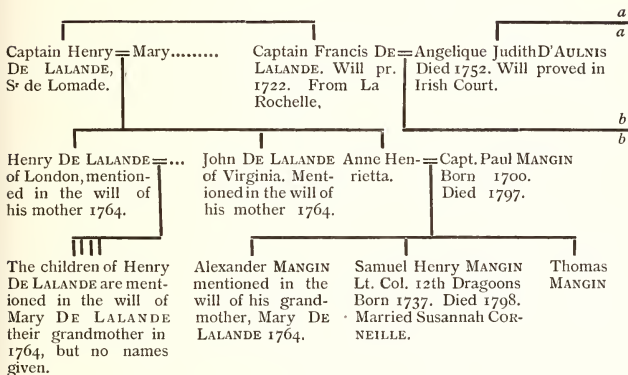 a
a
Captain Henry = Mary.........
DE LALANDE,
Sr de Lomade.
Captain Francis DE = Angelique Judith D'AULNIS
LALANDE. Will pr. Died 1752. Will proved in
1722. From La Irish Court.
Rochelle,
b
b
Henry DE LALANDE = ...
of London, mention-
ed in the will of
his mother 1764.
John DE LALANDE
of Virginia. Ment-
ioned in the will of
his mother 1764.
Anne Hen- = Capt. Paul MANGIN
rietta. Born 1700.
Died 1797.
The children of Henry
DE LALANDE are ment-
ioned in the will of
Mary DE LALANDE
their grandmother in
1764, but no names
given.
Alexander MANGIN
mentioned in the
will of his grand-
mother, Mary DE
LALANDE 1764.
Samuel Henry MANGIN
Lt. Col. 12th Dragoons
Born 1737. Died 1798.
Married Susannah COR-
NEILLE.
Thomas
MANGIN